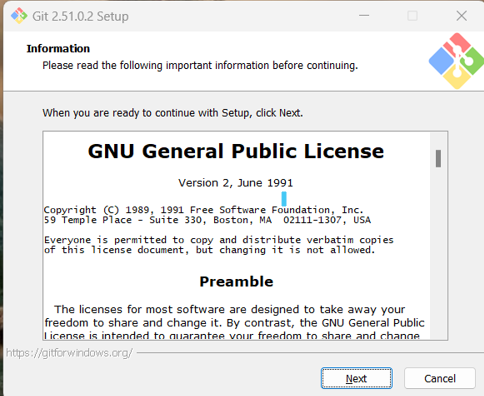 Git 2.51.0.2 Setup
Information
Please read the following important information before continuing.
When you are ready to continue with Setup, click Next.
GNU General Public License
Version 2, June 1991
Copyright (C) 1989, 1991 Free Software Foundation, Inc.
59 Temple Place - Suite 330, Boston, MA  02111-1307, USA
Everyone is permitted to copy and distribute verbatim copies
of this license document, but changing it is not allowed.
Preamble
The licenses for most software are designed to take away your
freedom to share and change it. By contrast, the GNU General Public
License is intended to guarantee your freedom to share and change
https://gitforwindows.org/
Next
Cancel